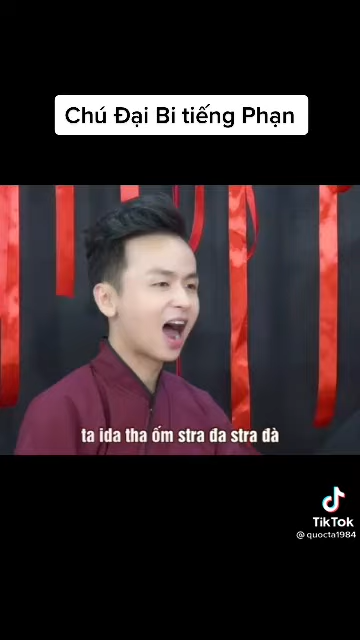 Chú Đại Bi tiếng Phạn
ta ida tha ốm stra đa stra đà
TikTok
@ quocta1984